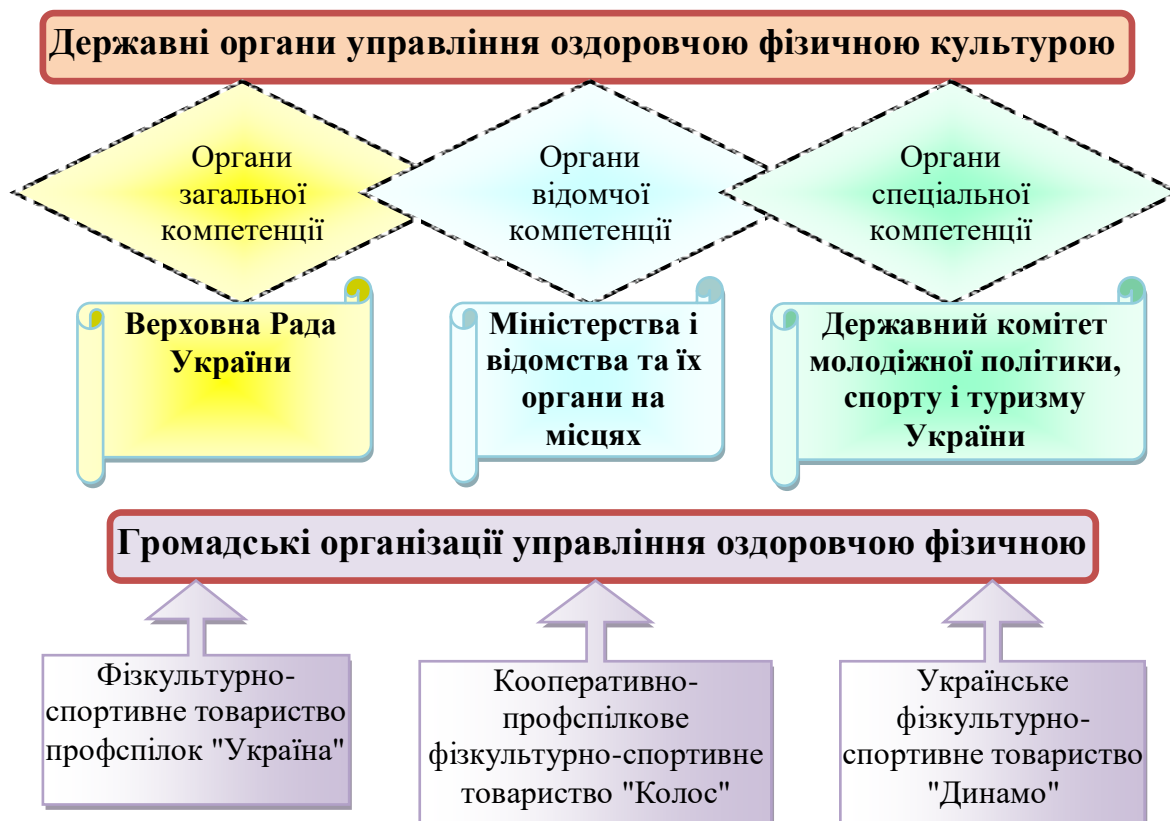 Державні органи управління оздоровчою фізичною культурою
Органи
загальної
компетенції
Органи
відомчої
компетенції
Органи
спеціальної
компетенції
Верховна Рада
України
Міністерства і
відомства та їх
органи на
місцях
Державний комітет
молодіжної політики,
спорту і туризму
України
Громадські організації управління оздоровчою фізичною
Фізкультурно-
спортивне товариство
профспілок "Україна"
Кооперативно-
профспілкове
фізкультурно-спортивне
товариство "Колос"
Українське
фізкультурно-
спортивне товариство
"Динамо"